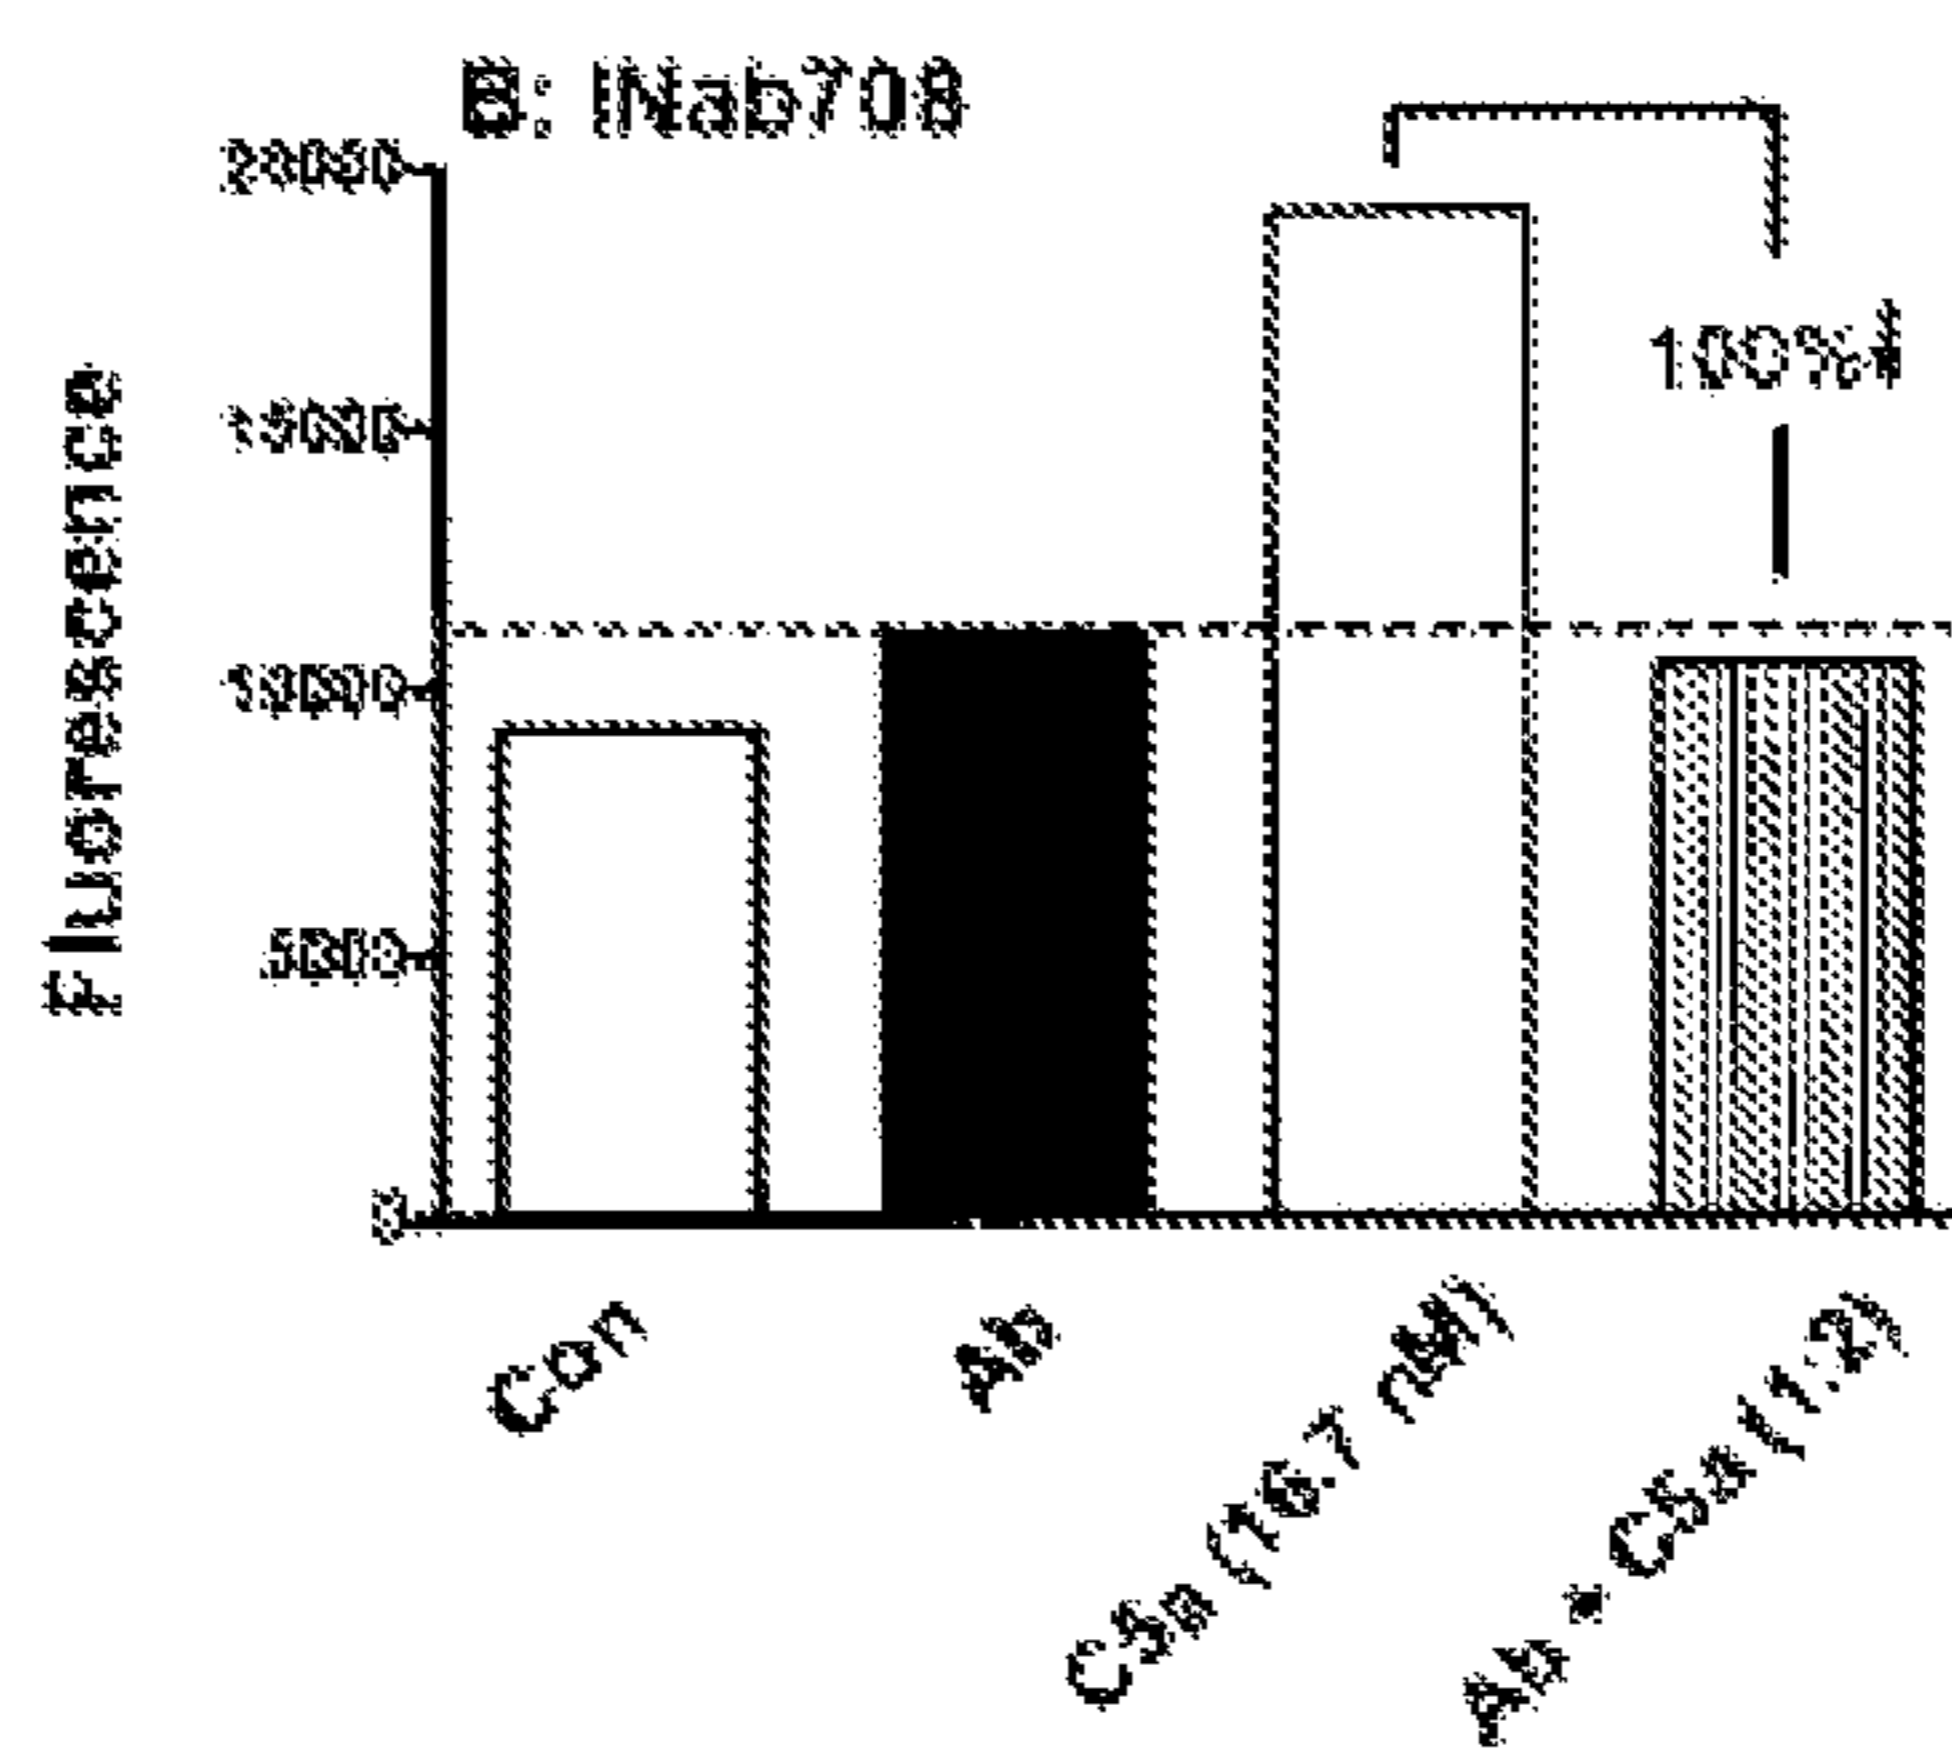 B: INab708
20000
15000
10000
5000
0
Fluorescence
100%↓
Con
Ab
C5a (16.7 nM)
Ab + C5a (1:2)